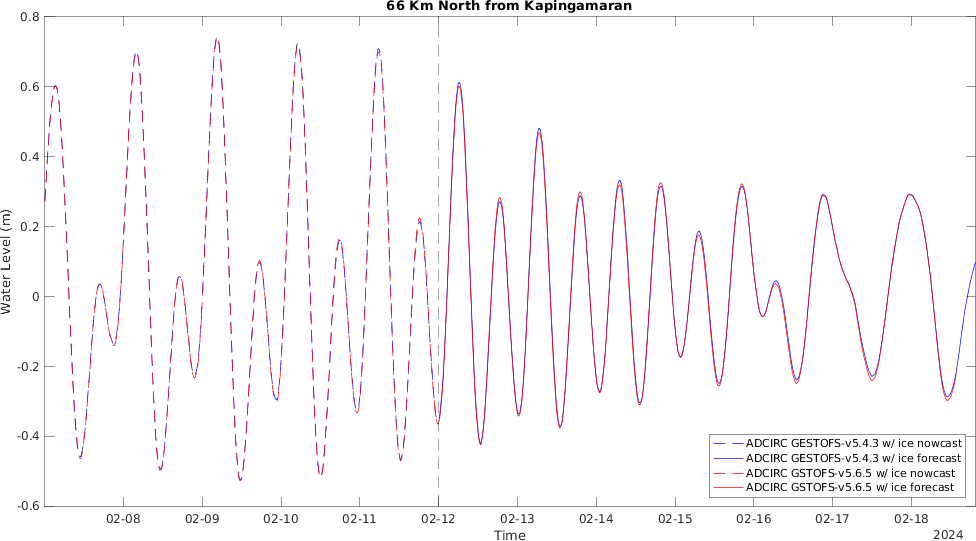 66 Km North from Kapingamaran
Water Level (m)
0.8
0.6
0.4
0.2
0
-0.2
-0.4
-0.6
ADCIRC GESTOFS-v5.4.3 w/ ice nowcast
ADCIRC GESTOFS-v5.4.3 w/ ice forecast
ADCIRC GSTOFS-v5.6.5 w/ ice nowcast
ADCIRC GSTOFS-v5.6.5 w/ ice forecast
02-08 02-09 02-10 02-11 02-12 02-13 02-14 02-15 02-16 02-17 02-18
Time
2024